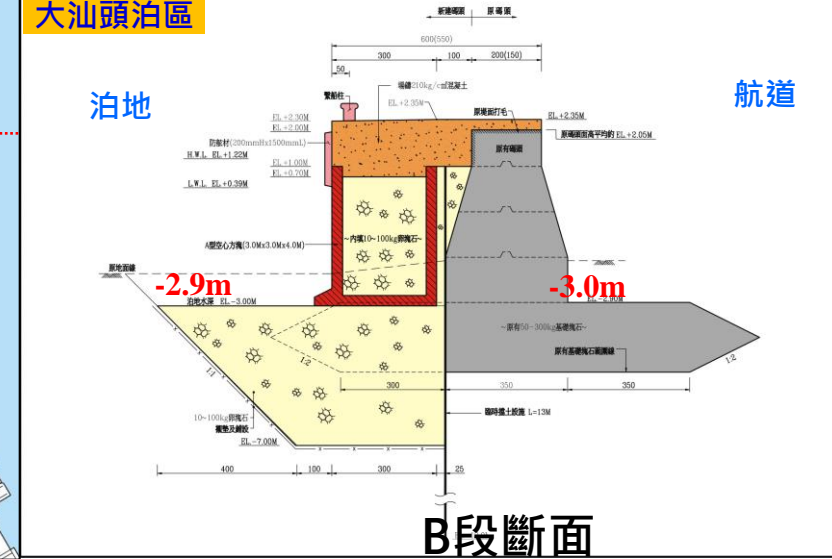 大汕頭泊區
新建碼頭
原碼頭
600(550)
300
100
200(150)
50
泊地
航道
繫船柱
場鑄210kg/c㎡混凝土
EL.+2.35M
EL.+2.30M
EL.+2.00M
原堤面打毛
EL.+2.35M
防舷材(200mmHx1500mmL)
原碼頭面高平均約 EL.+2.05M
H.W.L. EL.+1.22M
原有碼頭
EL.+1.00M
EL.+0.70M
L.W.L. EL.+0.39M
~內填10~100kg卵塊石~
A型空心方塊(3.0Mx3.0Mx4.0M)
原地面線
-2.9m
-3.0m
泊地水深 EL.-3.00M
~原有50-300kg基礎塊石~
1:2
原有基礎塊石範圍線
1:2
1:1
300
350
350
10~100kg卵塊石
臨時擋土設施 L=13M
EL.-7.00M
400
100
300
25
B段斷面